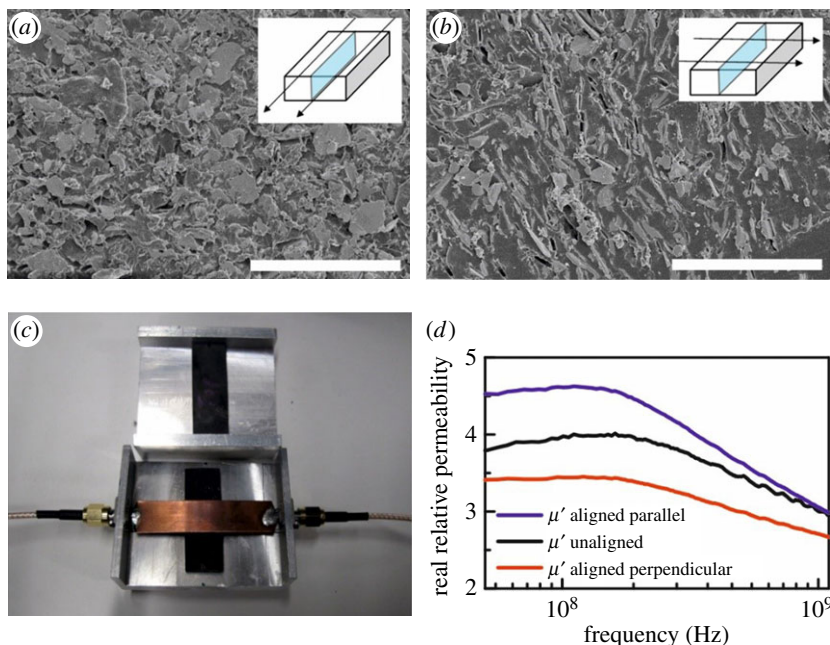 (a)
(b)
(c)
(d)
5
4
3
2
real relative permeability
μ′ aligned parallel
μ′ unaligned
μ′ aligned perpendicular
10⁸
10⁹
frequency (Hz)